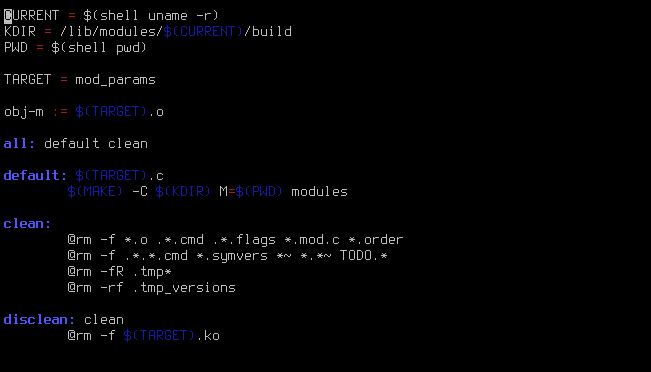 CURRENT = $(shell uname -r)
KDIR = /lib/modules/$(CURRENT)/build
PWD = $(shell pwd)
TARGET = mod_params
obj-m := $(TARGET).o
all: default clean
default: $(TARGET).c
$(MAKE) -C $(KDIR) M=$(PWD) modules
clean:
@rm -f *.o .*.cmd .*.flags *.mod.c *.order
@rm -f .*.*.cmd *.symvers *~ *.*~ TODO.*
@rm -fR .tmp*
@rm -rf .tmp_versions
disclean: clean
@rm -f $(TARGET).ko